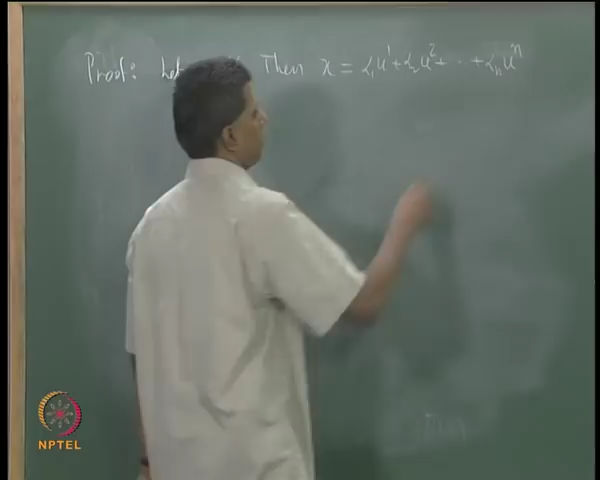 Proof: Let Then x = α₁u¹ + α₂u² + ⋯ + αₙuⁿ
NPTEL